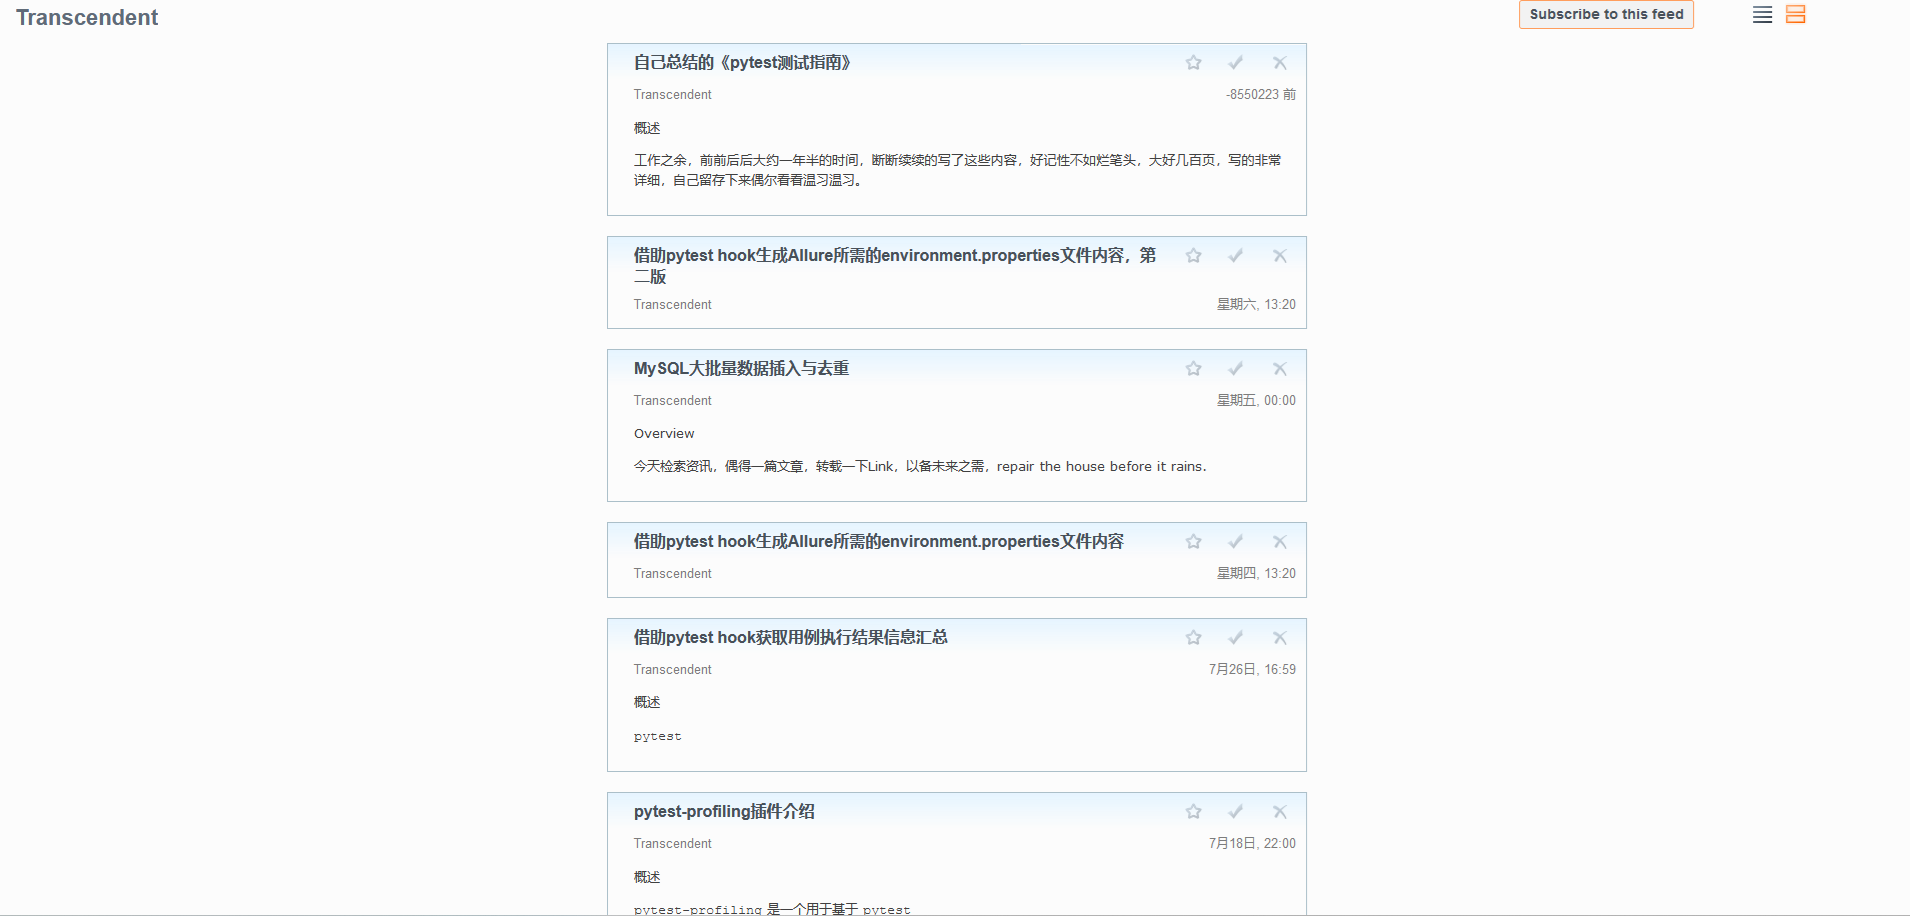 Transcendent
Subscribe to this feed
自己总结的《pytest测试指南》
Transcendent
-8550223 前
概述
工作之余，前前后后大约一年半的时间，断断续续的写了这些内容，好记性不如烂笔头，大好几百页，写的非常
详细，自己留存下来偶尔看看温习温习。
借助pytest hook生成Allure所需的environment.properties文件内容，第
二版
Transcendent
星期六, 13:20
MySQL大批量数据插入与去重
Transcendent
星期五, 00:00
Overview
今天检索资讯，偶得一篇文章，转载一下Link，以备未来之需，repair the house before it rains.
借助pytest hook生成Allure所需的environment.properties文件内容
Transcendent
星期四, 13:20
借助pytest hook获取用例执行结果信息汇总
Transcendent
7月26日, 16:59
概述
pytest
pytest-profiling插件介绍
Transcendent
7月18日, 22:00
概述
pytest-profiling 是一个用于基于 pytest